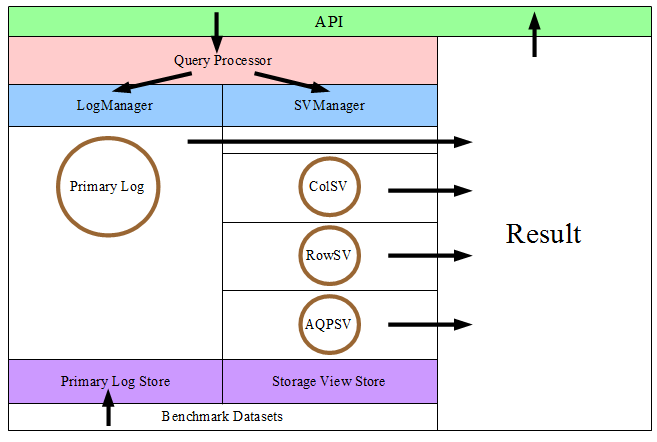 API
Query Processor
LogManager
SVManager
Primary Log
ColSV
RowSV
Result
AQPSV
Primary Log Store
Storage View Store
Benchmark Datasets